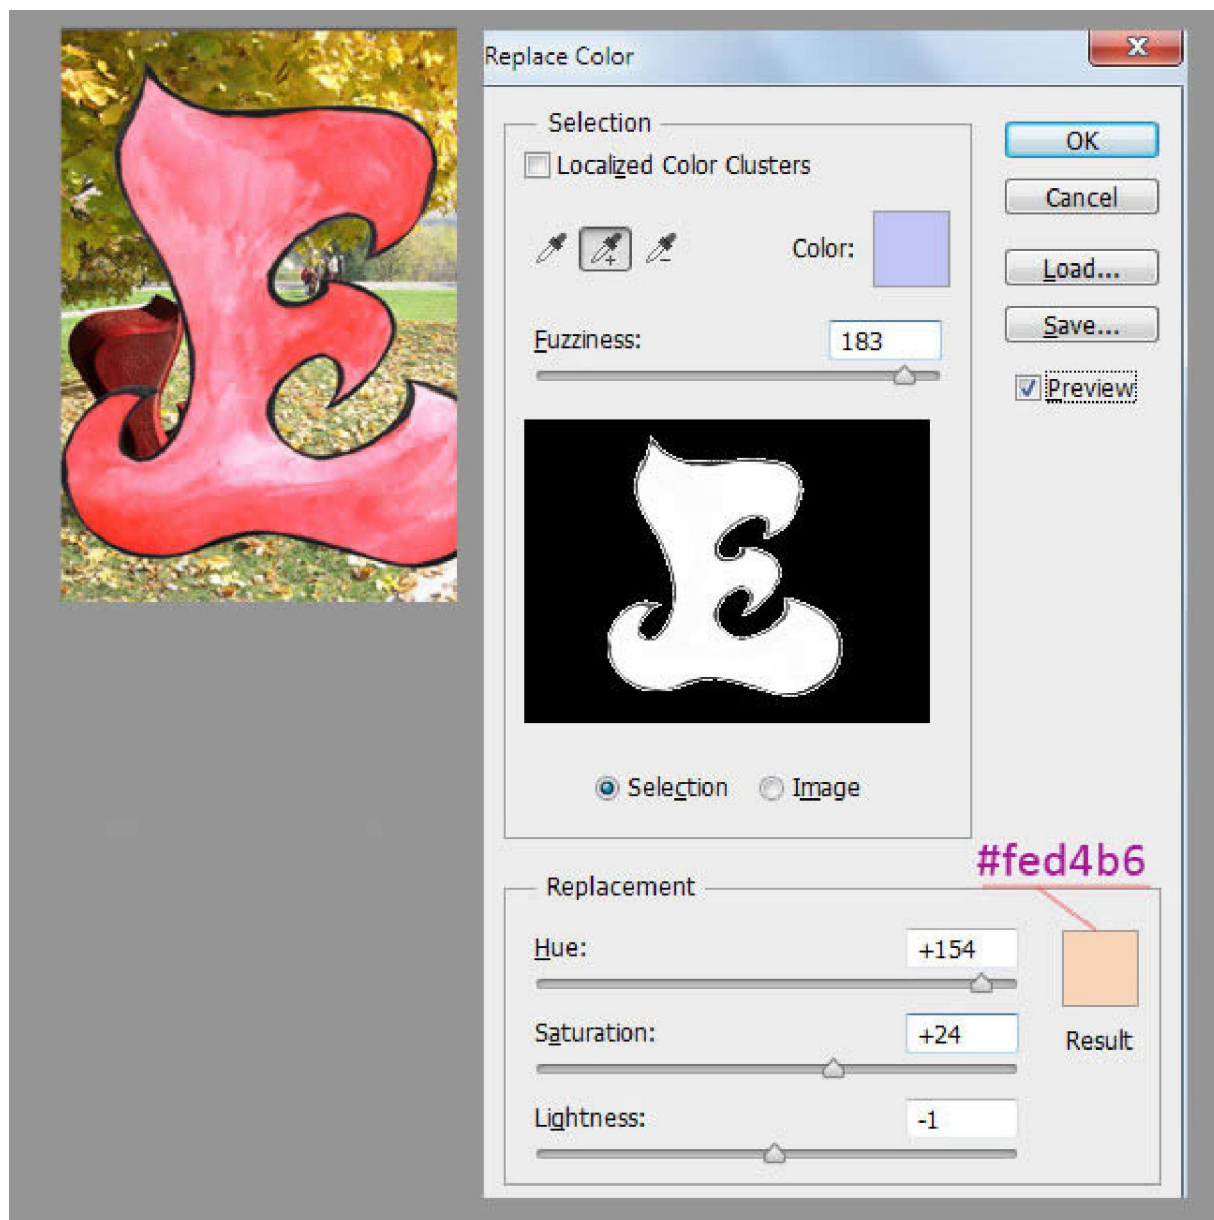 Replace Color
Selection
Localized Color Clusters
OK
Cancel
Color:
Load...
Fuzziness:
183
Save...
Preview
Selection
Image
#fed4b6
Replacement
Hue:
+154
Saturation:
+24
Result
Lightness:
-1